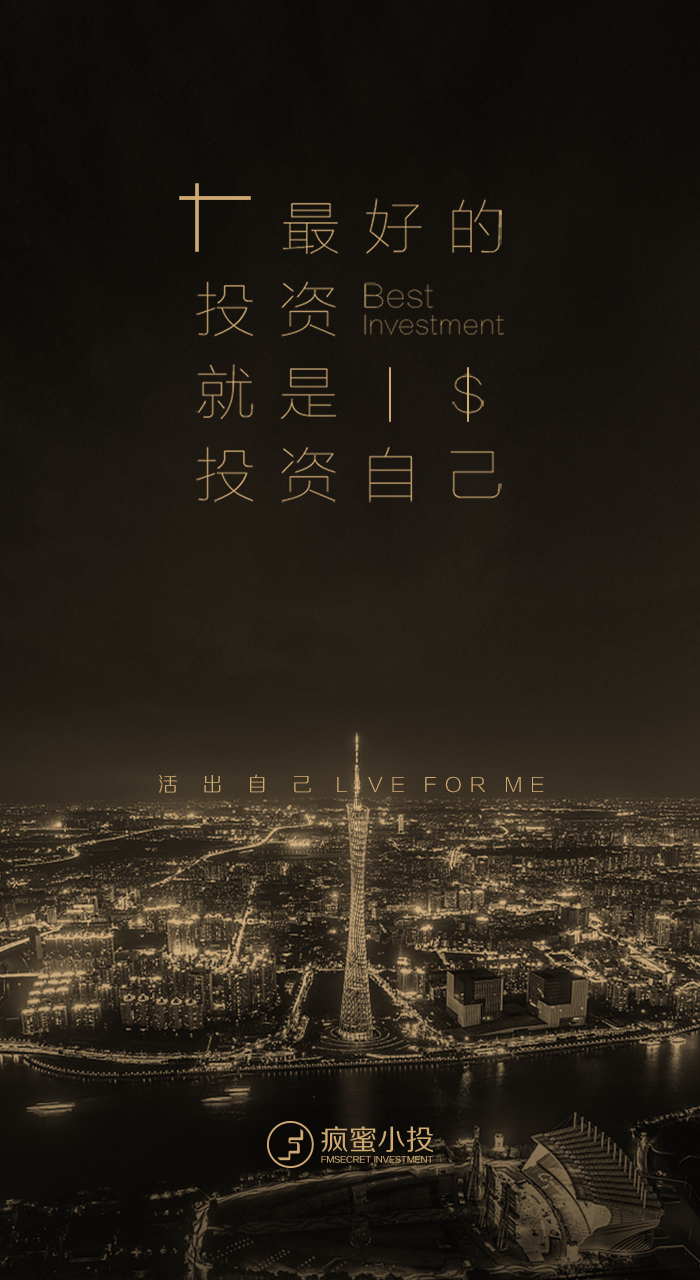 最好的
投资 Best
Investment
就是 | $
投资自己
活出自己 LIVE FOR ME
疯蜜小投
FMSECRET INVESTMENT